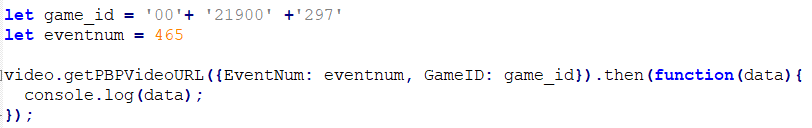 let game_id = '00'+ '21900' +'297'
let eventnum = 465
video.getPBPVideoURL({EventNum: eventnum, GameID: game_id}).then(function(data){
console.log(data);
});